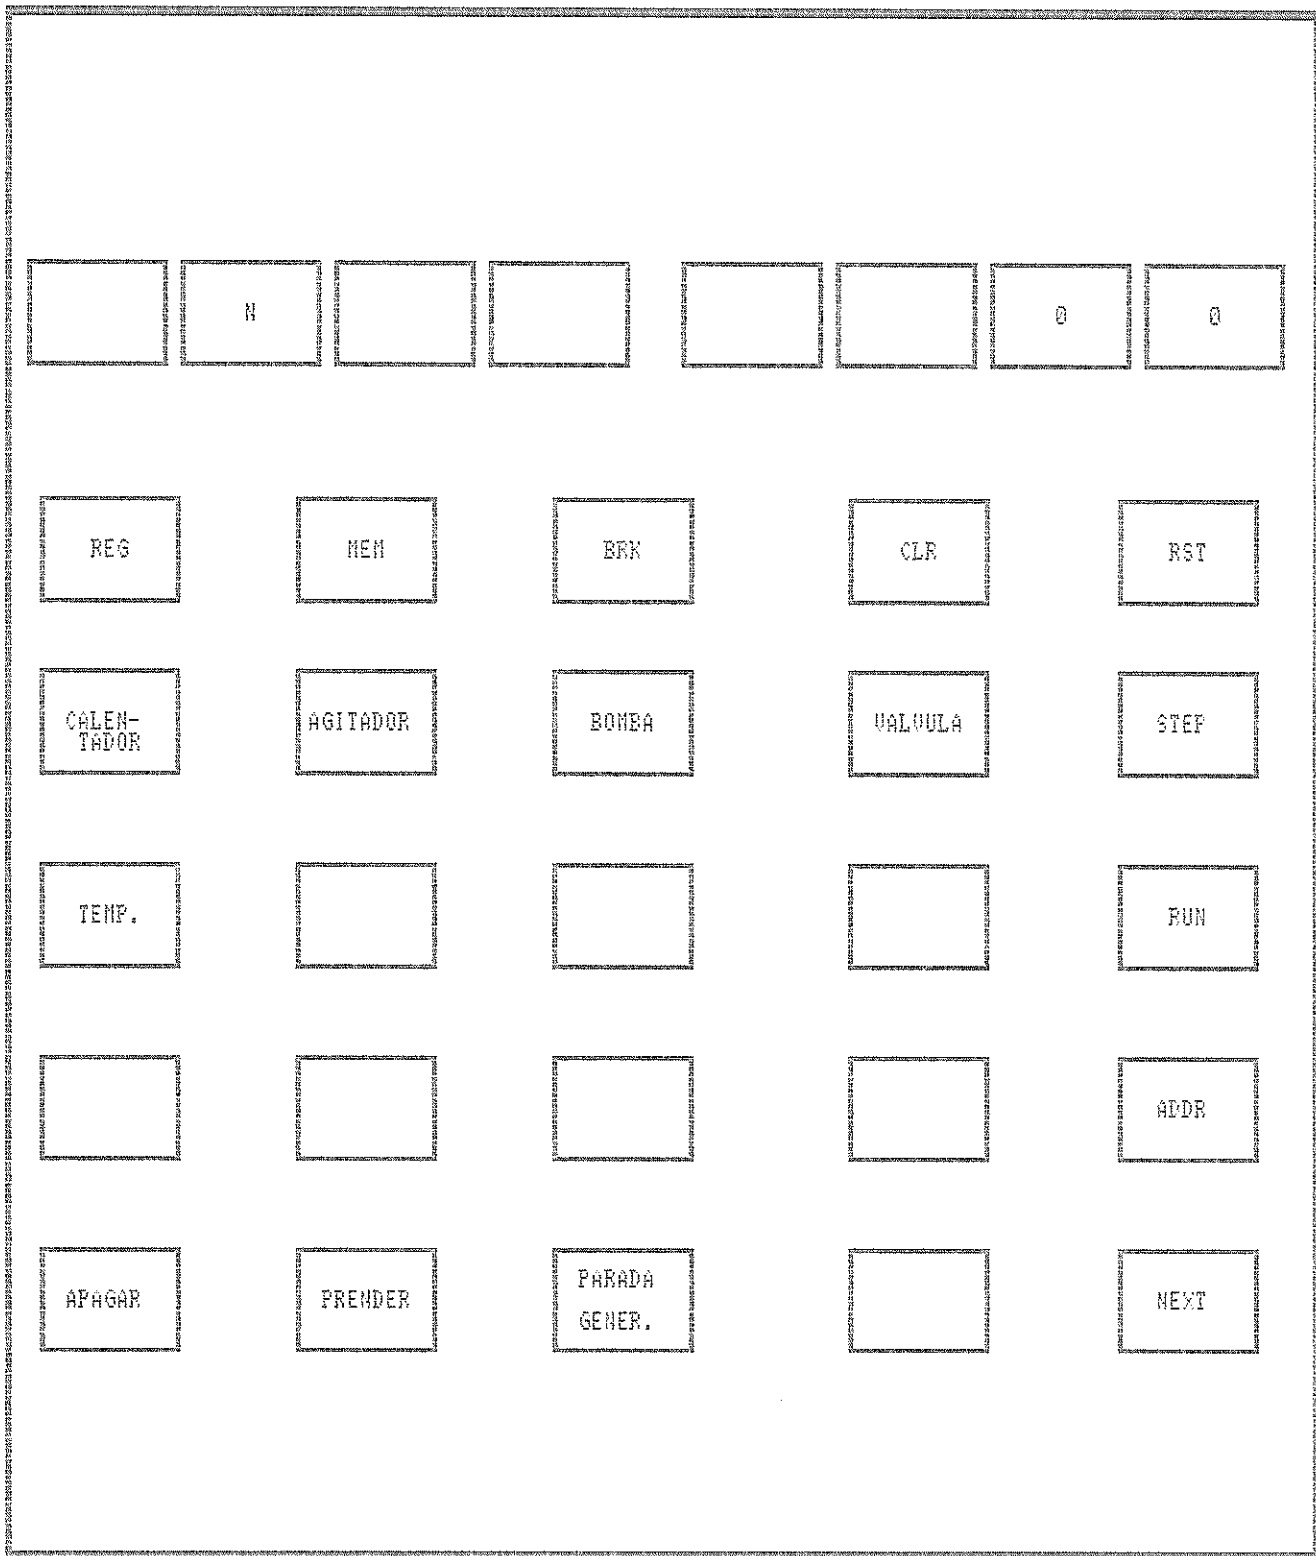 N 0 0
REG MEM BRK CLR RST
CALEN-
TADOR
AGITADOR BOMBA VALVULA STEP
TEMP. RUN
ADDR
APAGAR PRENDER PARADA
GENER.
NEXT